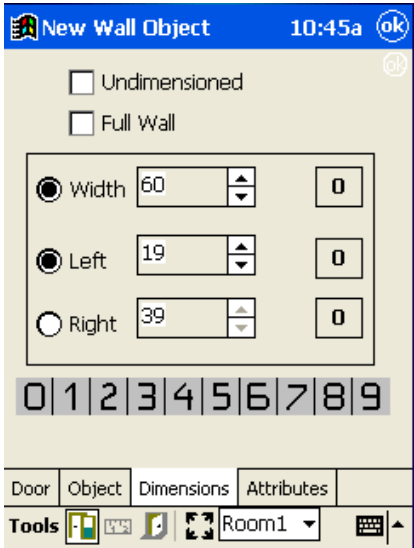 New Wall Object 10:45a ok
ok
Undimensioned
Full Wall
Width 60 0
Left 19 0
Right 39 0
0 1 2 3 4 5 6 7 8 9
Door Object Dimensions Attributes
Tools Room1